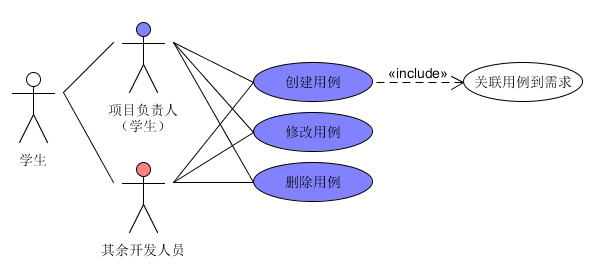 创建用例
«include»
关联用例到需求
项目负责人
（学生）
修改用例
学生
删除用例
其余开发人员